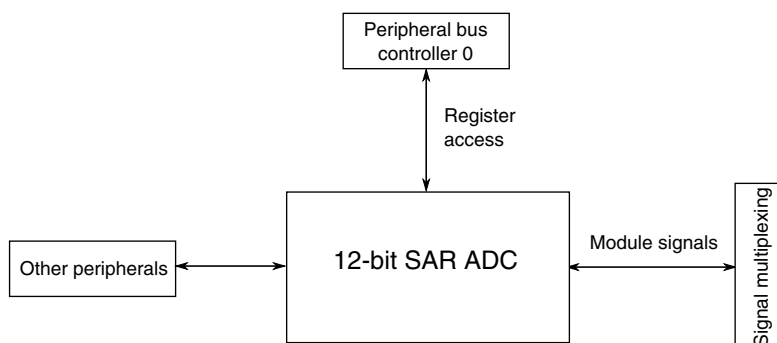 Peripheral bus
controller 0
Register
access
Other peripherals
12-bit SAR ADC
Module signals
Signal multiplexing